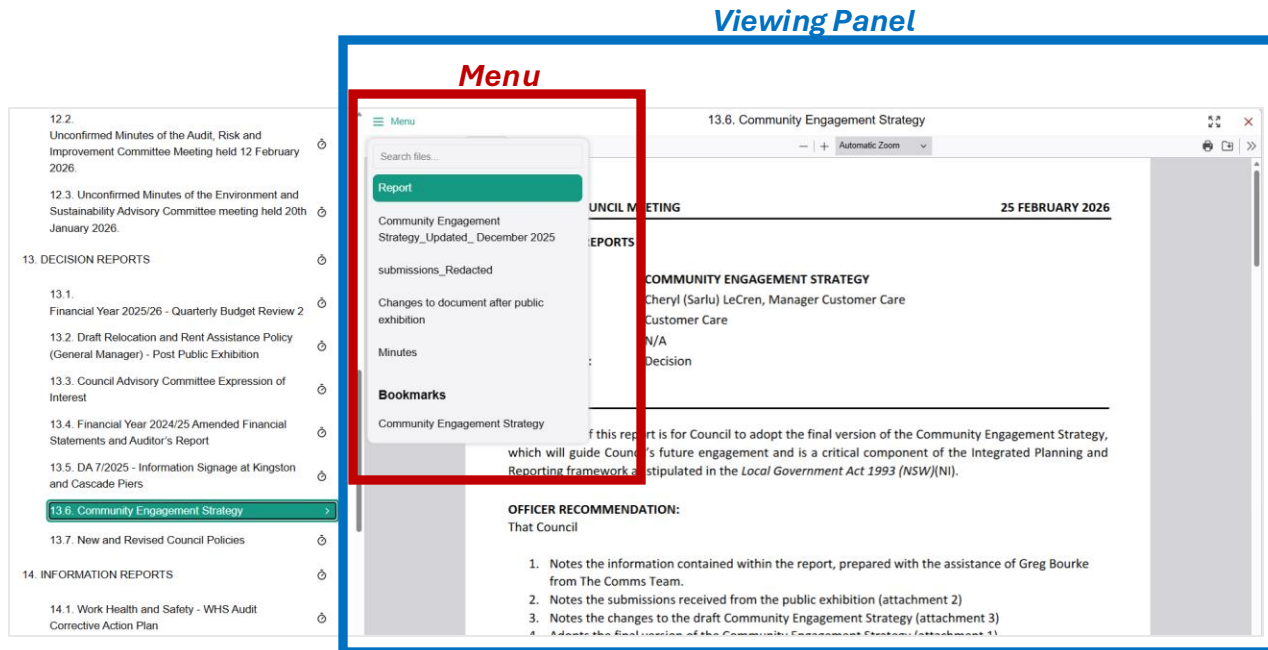 Viewing Panel
Menu
12.2.
Unconfirmed Minutes of the Audit, Risk and
Improvement Committee Meeting held 12 February
2026.
12.3. Unconfirmed Minutes of the Environment and
Sustainability Advisory Committee meeting held 20th
January 2026.
13. DECISION REPORTS
13.1.
Financial Year 2025/26 - Quarterly Budget Review 2
13.2. Draft Relocation and Rent Assistance Policy
(General Manager) - Post Public Exhibition
13.3. Council Advisory Committee Expression of
Interest
13.4. Financial Year 2024/25 Amended Financial
Statements and Auditor's Report
13.5. DA 7/2025 - Information Signage at Kingston
and Cascade Piers
13.6. Community Engagement Strategy
13.7. New and Revised Council Policies
14. INFORMATION REPORTS
14.1. Work Health and Safety - WHS Audit
Corrective Action Plan
Menu
13.6. Community Engagement Strategy
Automatic Zoom
Search files...
Report
Community Engagement
Strategy_Updated_ December 2025
submissions_Redacted
Changes to document after public
exhibition
Minutes
Bookmarks
Community Engagement Strategy
UNCIL MEETING 25 FEBRUARY 2026
EPORTS
COMMUNITY ENGAGEMENT STRATEGY
Cheryl (Sarlu) LeCren, Manager Customer Care
Customer Care
N/A
: Decision
f this report is for Council to adopt the final version of the Community Engagement Strategy,
which will guide Council's future engagement and is a critical component of the Integrated Planning and
Reporting framework as stipulated in the Local Government Act 1993 (NSW)(NI).
OFFICER RECOMMENDATION:
That Council
1. Notes the information contained within the report, prepared with the assistance of Greg Bourke
from The Comms Team.
2. Notes the submissions received from the public exhibition (attachment 2)
3. Notes the changes to the draft Community Engagement Strategy (attachment 3)
4. Adopts the final version of the Community Engagement Strategy (attachment 1)